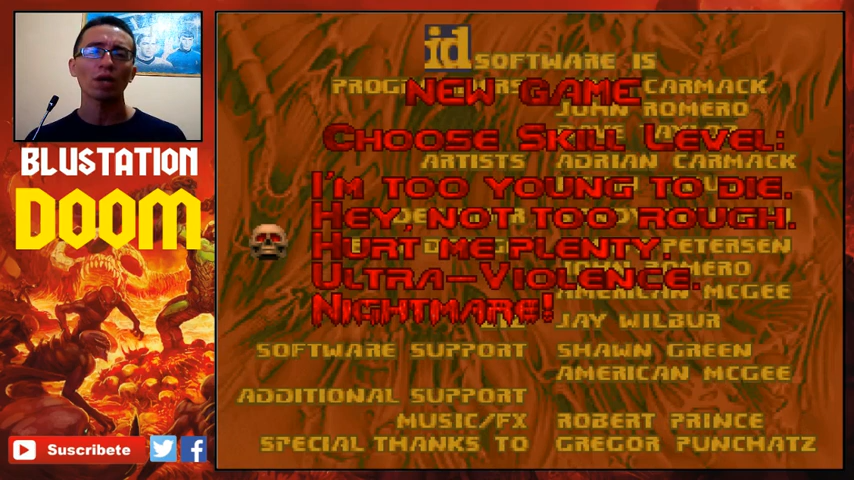 BLUSTATION
DOOM
Suscribete
id SOFTWARE IS
CARMACK
NEW GAME
JOHN ROMERO
Choose Skill Level:
ARTISTS ADRIAN CARMACK
I'm too young to die.
Hey, not too rough.
Hurt me plenty.
PETERSEN
Ultra-Violence.
AMERICAN MCGEE
Nightmare!
JAY WILBUR
SOFTWARE SUPPORT SHAWN GREEN
AMERICAN MCGEE
ADDITIONAL SUPPORT
MUSIC/FX ROBERT PRINCE
SPECIAL THANKS TO GREGOR PUNCHATZ